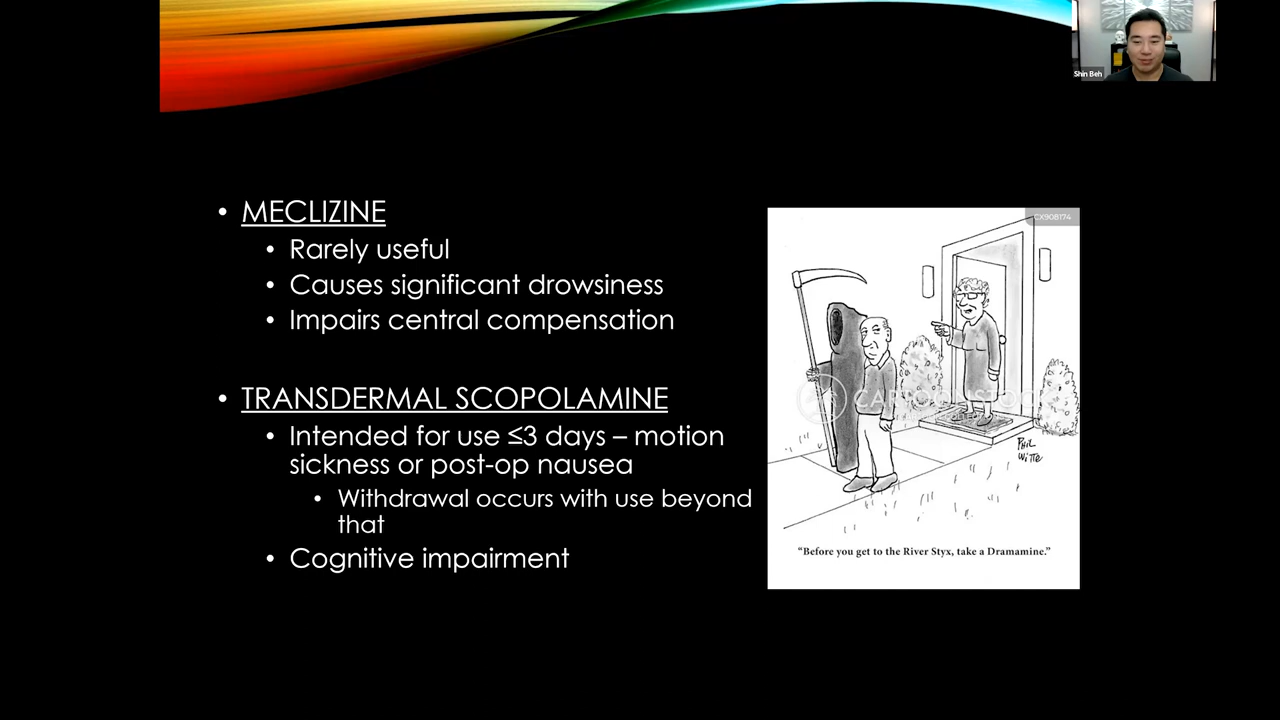 Shin Beh
• MECLIZINE
• Rarely useful
• Causes significant drowsiness
• Impairs central compensation
• TRANSDERMAL SCOPOLAMINE
• Intended for use ≤3 days – motion
sickness or post-op nausea
• Withdrawal occurs with use beyond
that
• Cognitive impairment
CX908174
PHIL
WITTE
"Before you get to the River Styx, take a Dramamine."